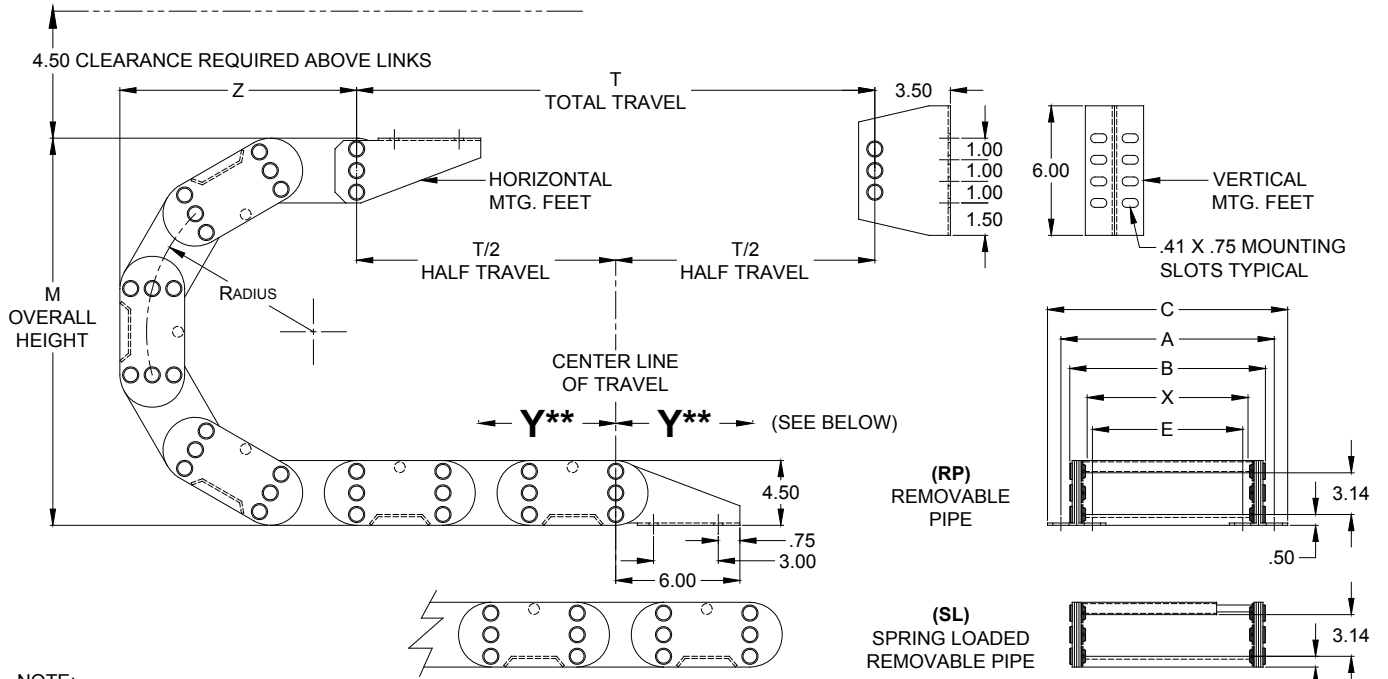 4.50 CLEARANCE REQUIRED ABOVE LINKS
Z
T
TOTAL TRAVEL
3.50
HORIZONTAL
MTG. FEET
1.00
1.00
1.00
1.50
6.00
VERTICAL
MTG. FEET
.41 X .75 MOUNTING
SLOTS TYPICAL
T/2
HALF TRAVEL
T/2
HALF TRAVEL
M
OVERALL
HEIGHT
RADIUS
CENTER LINE
OF TRAVEL
Y**
Y**
(SEE BELOW)
C
A
B
X
E
4.50
.75
3.00
6.00
(RP)
REMOVABLE
PIPE
3.14
.50
(SL)
SPRING LOADED
REMOVABLE PIPE
3.14
NOTE: